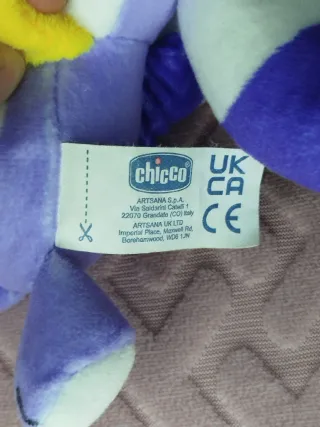 chicco
ARTSANA S.p.A.
Via Saldarini Catelli 1
22070 Grandate (CO) Italy
ARTSANA UK LTD
Imperial Place, Maxwell Rd.
Borehamwood, WD6 1JN
UK
CA
CE